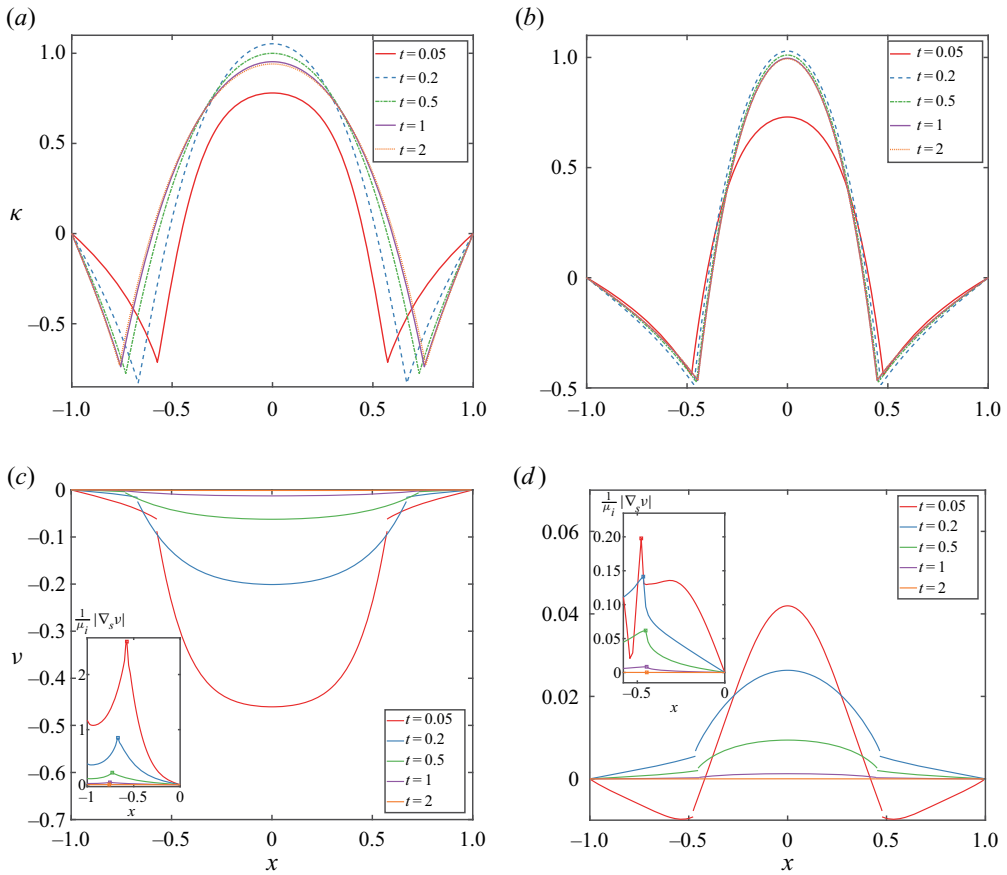 (a)
1.0
0.5
κ
0
−0.5
−1.0 −0.5 0 0.5 1.0
x
t = 0.05
t = 0.2
t = 0.5
t = 1
t = 2
(b)
1.0
0.5
0
−0.5
−1.0 −0.5 0 0.5 1.0
x
t = 0.05
t = 0.2
t = 0.5
t = 1
t = 2
(c)
0
−0.1
−0.2
−0.3
−0.4
ν
−0.5
−0.6
−0.7
−1.0 −0.5 0 0.5 1.0
x
1/μi |∇sν|
2
1
0
−1 −0.5 0
x
t = 0.05
t = 0.2
t = 0.5
t = 1
t = 2
(d)
0.06
0.04
0.02
0
−1.0 −0.5 0 0.5 1.0
x
1/μi |∇sν|
0.20
0.15
0.10
0.05
0
−0.5 0
x
t = 0.05
t = 0.2
t = 0.5
t = 1
t = 2